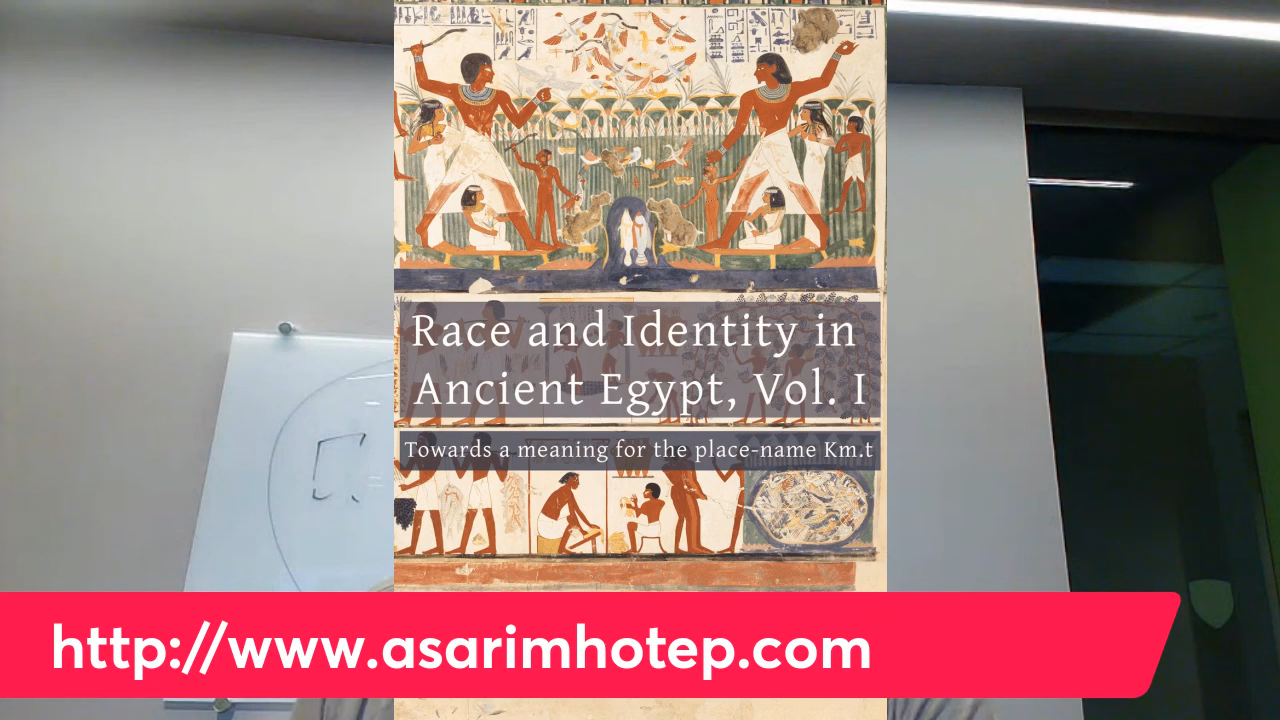 Race and Identity in
Ancient Egypt, Vol. I
Towards a meaning for the place-name Km.t
http://www.asarimhotep.com